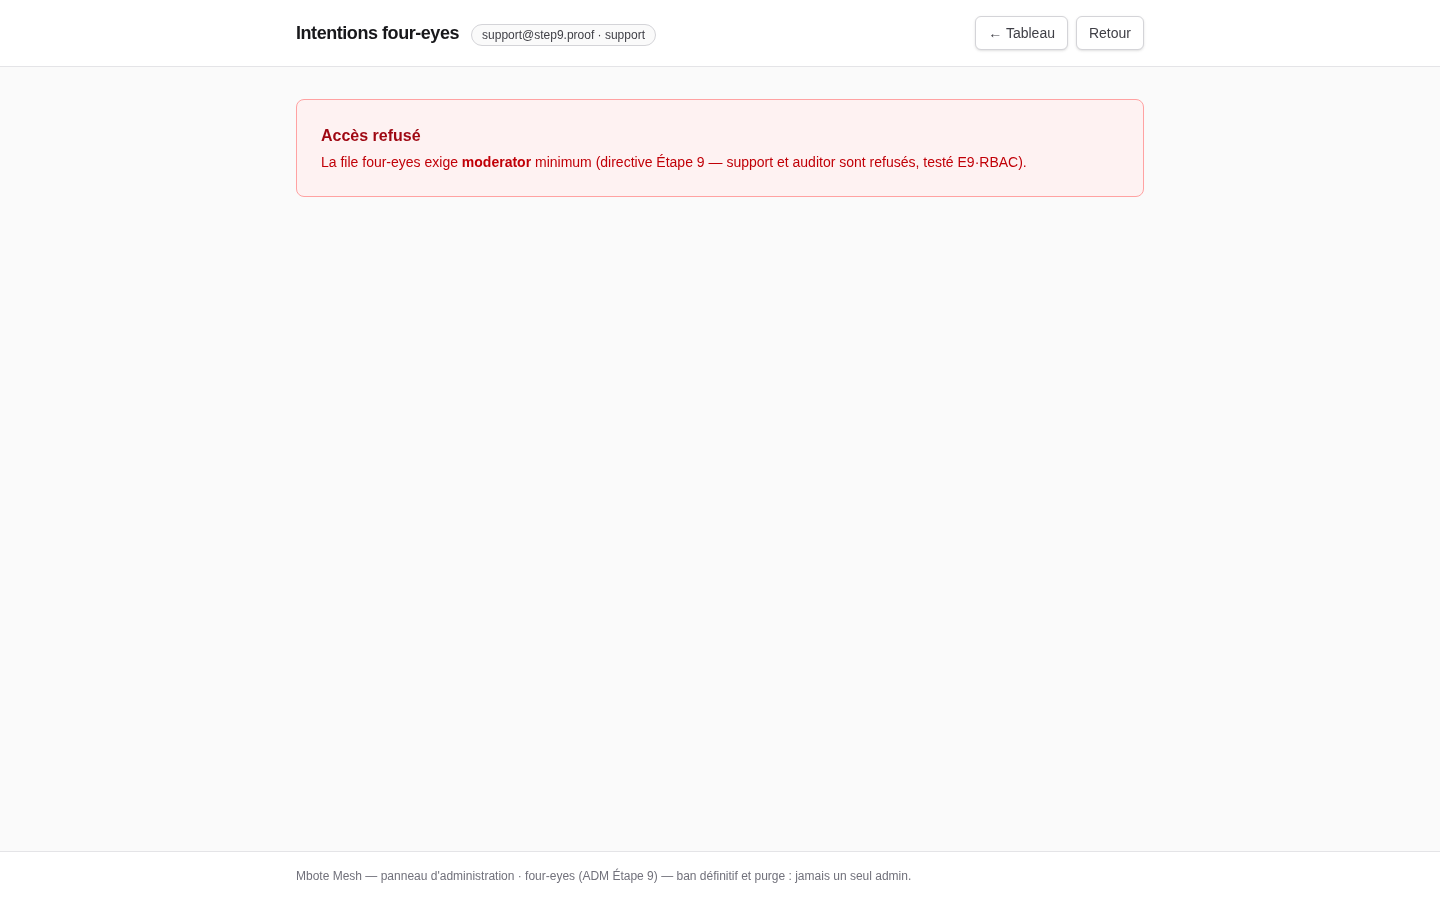 Intentions four-eyes
support@step9.proof · support
← Tableau
Retour
Accès refusé
La file four-eyes exige moderator minimum (directive Étape 9 — support et auditor sont refusés, testé E9·RBAC).
Mbote Mesh — panneau d'administration · four-eyes (ADM Étape 9) — ban définitif et purge : jamais un seul admin.